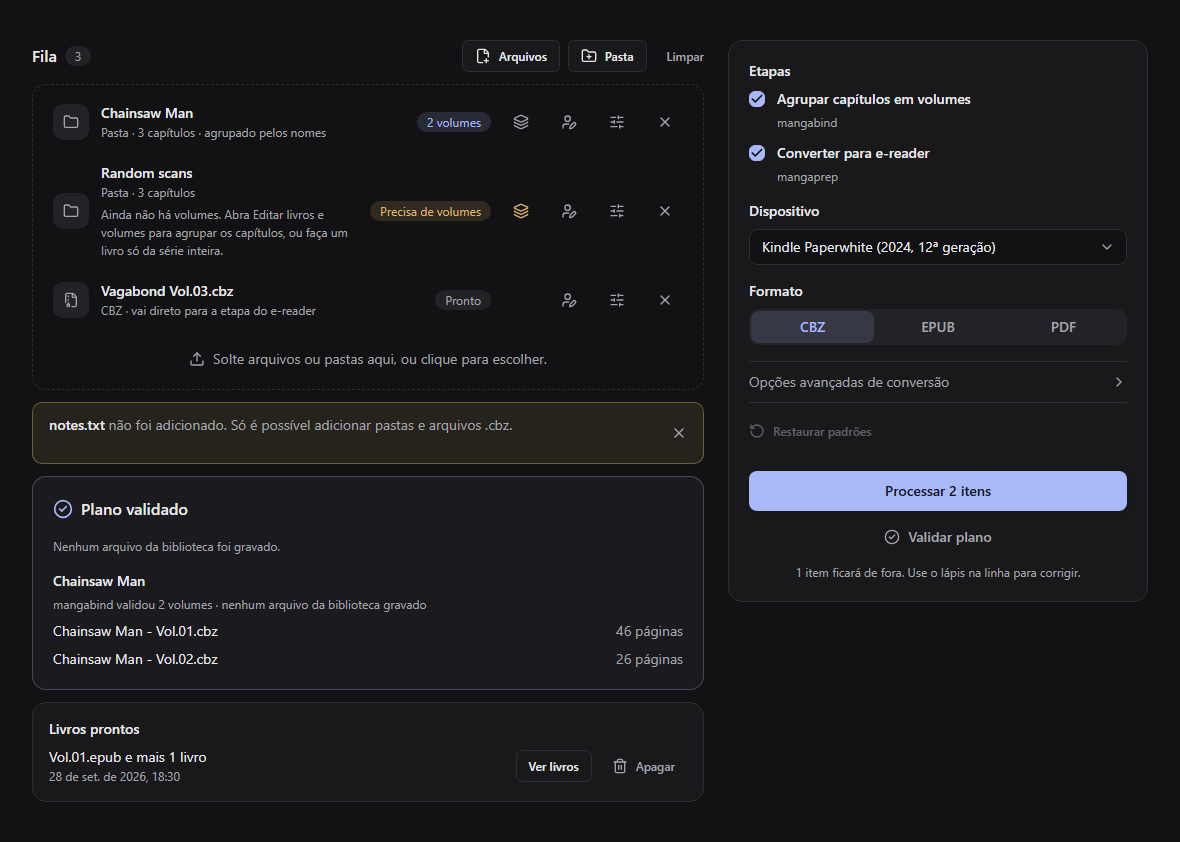 Fila 3
Arquivos
Pasta
Limpar
Chainsaw Man
Pasta · 3 capítulos · agrupado pelos nomes
2 volumes
Random scans
Pasta · 3 capítulos
Ainda não há volumes. Abra Editar livros e
volumes para agrupar os capítulos, ou faça um
livro só da série inteira.
Precisa de volumes
Vagabond Vol.03.cbz
CBZ · vai direto para a etapa do e-reader
Pronto
Solte arquivos ou pastas aqui, ou clique para escolher.
notes.txt não foi adicionado. Só é possível adicionar pastas e arquivos .cbz.
Plano validado
Nenhum arquivo da biblioteca foi gravado.
Chainsaw Man
mangabind validou 2 volumes · nenhum arquivo da biblioteca gravado
Chainsaw Man - Vol.01.cbz 46 páginas
Chainsaw Man - Vol.02.cbz 26 páginas
Livros prontos
Vol.01.epub e mais 1 livro
28 de set. de 2026, 18:30
Ver livros
Apagar
Etapas
Agrupar capítulos em volumes
mangabind
Converter para e-reader
mangaprep
Dispositivo
Kindle Paperwhite (2024, 12ª geração)
Formato
CBZ EPUB PDF
Opções avançadas de conversão
Restaurar padrões
Processar 2 itens
Validar plano
1 item ficará de fora. Use o lápis na linha para corrigir.